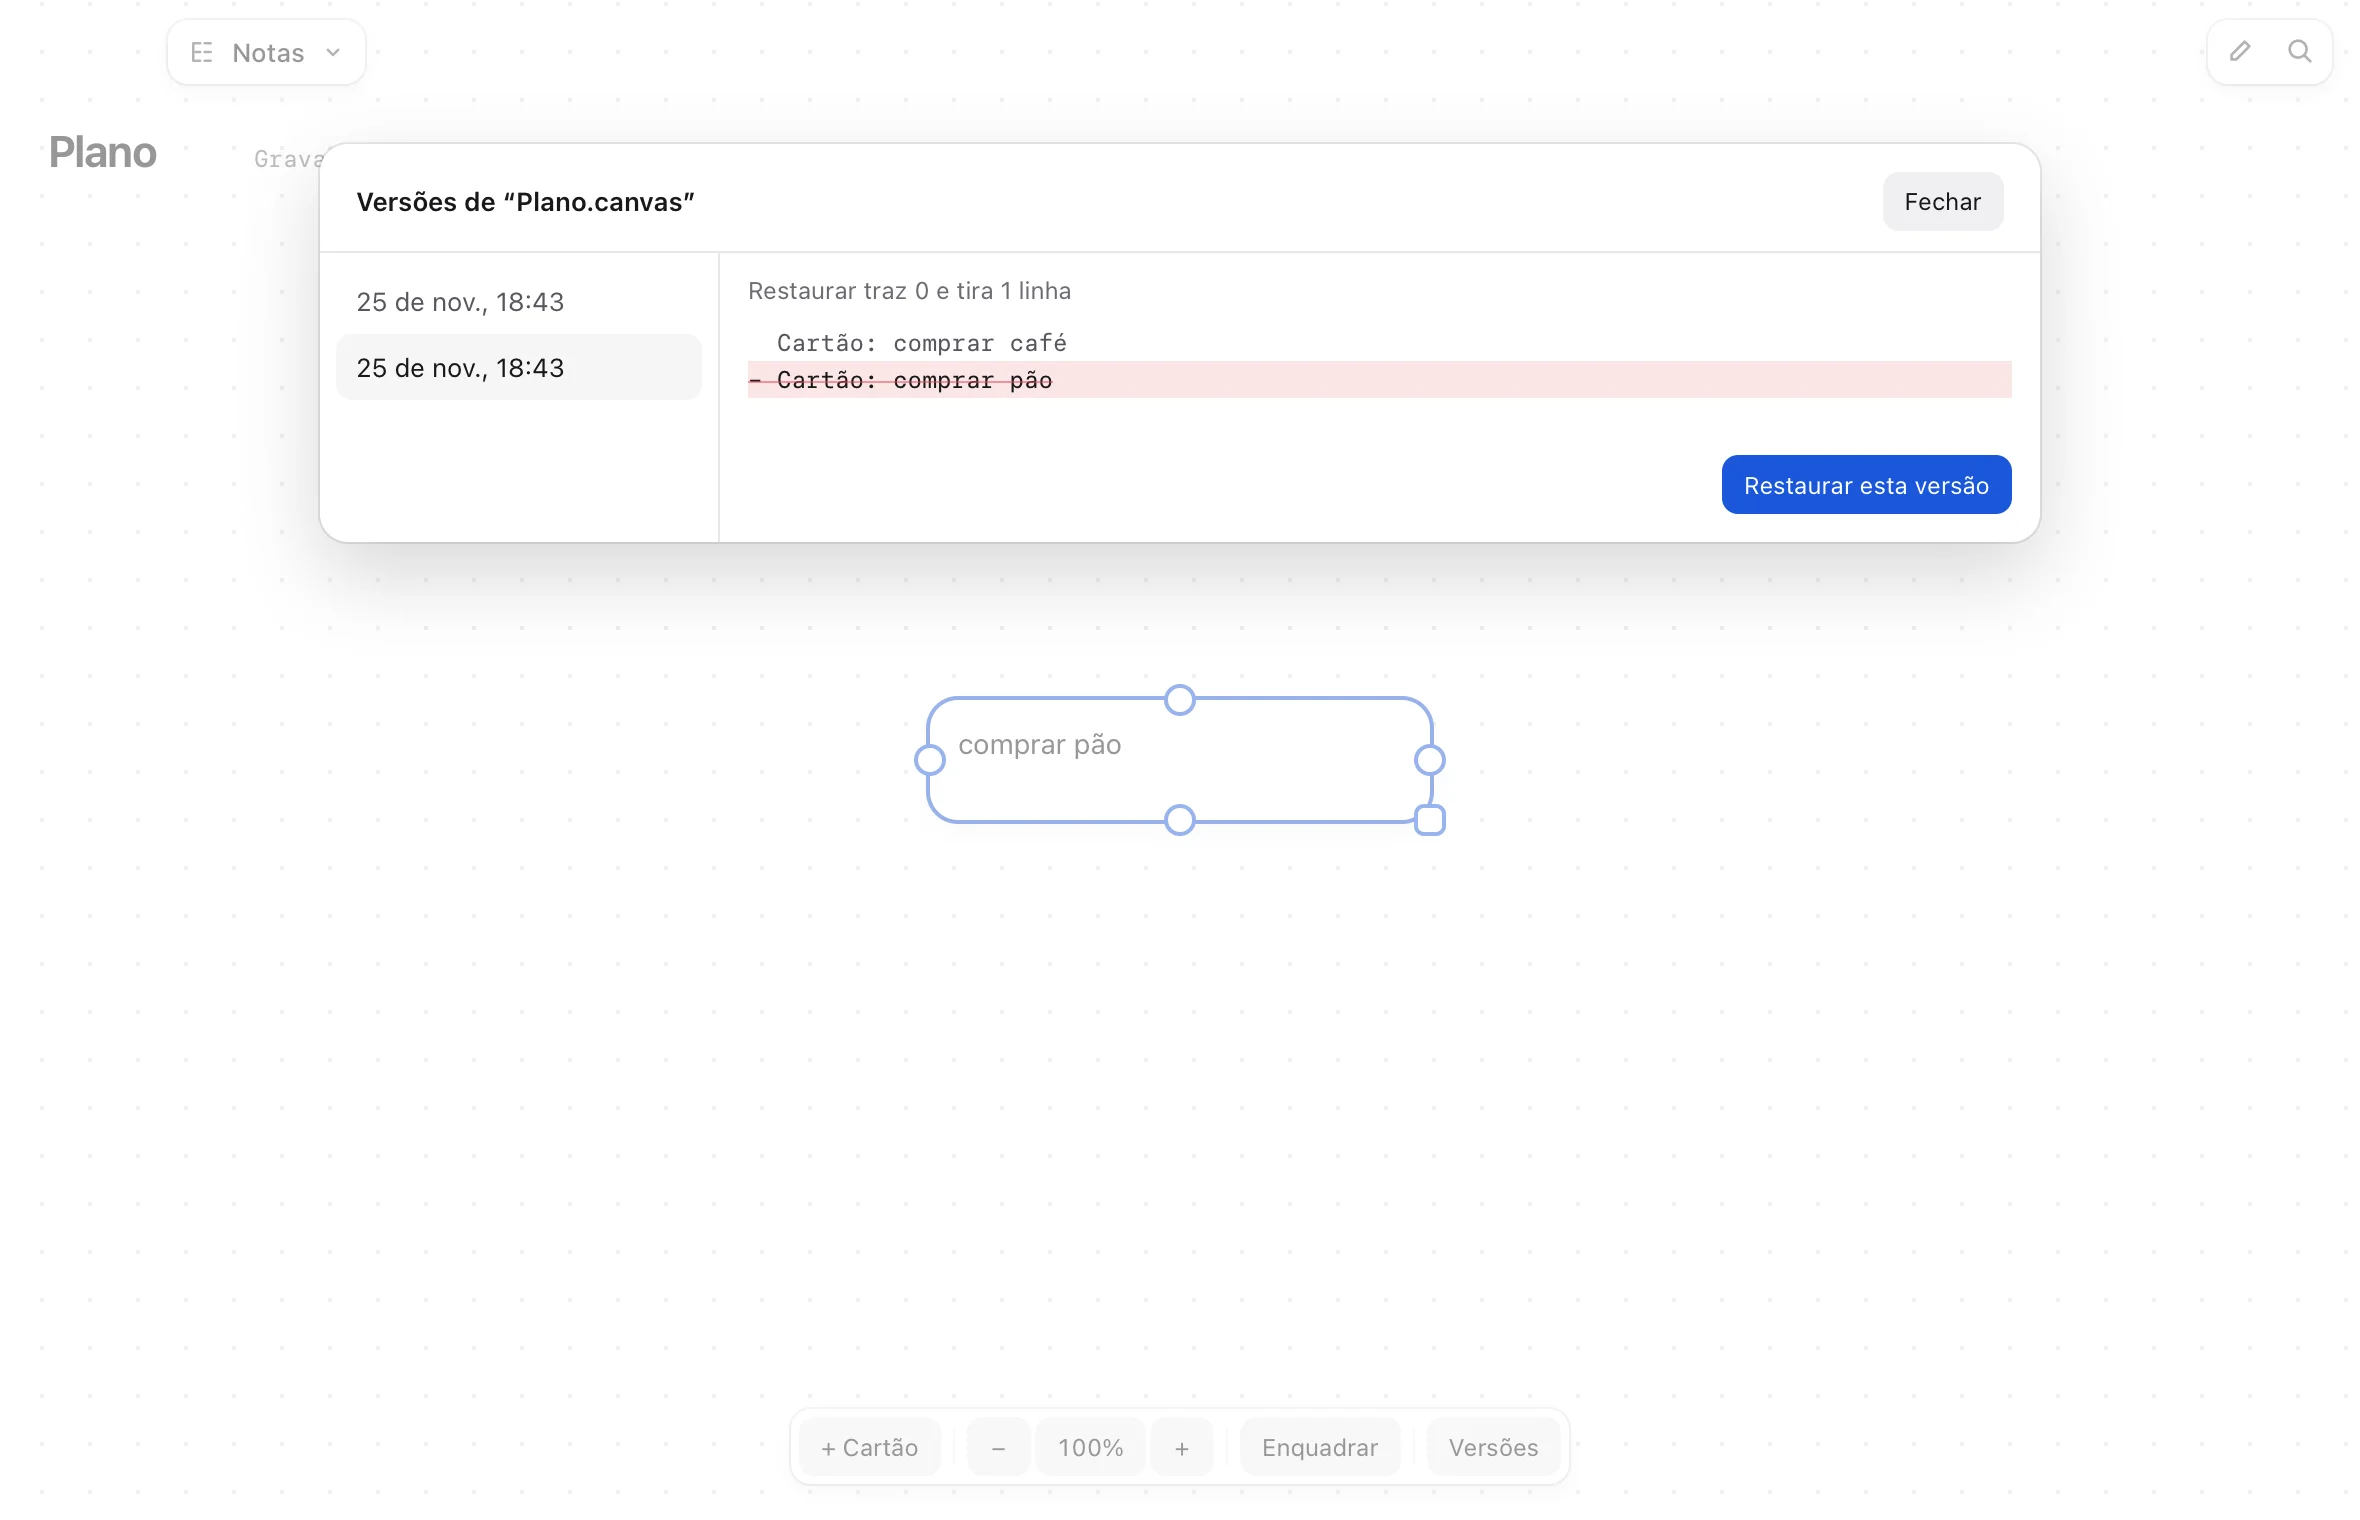 Notas
Plano
Grava
Versões de “Plano.canvas”
Fechar
25 de nov., 18:43
25 de nov., 18:43
Restaurar traz 0 e tira 1 linha
Cartão: comprar café
− Cartão: comprar pão
Restaurar esta versão
comprar pão
+ Cartão
−
100%
+
Enquadrar
Versões